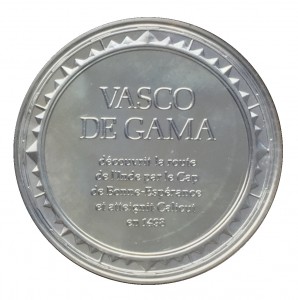 VASCO
DE GAMA
découvrit la route
de l'Inde par le Cap
de Bonne-Espérance
et atteignit Calicut
en 1498